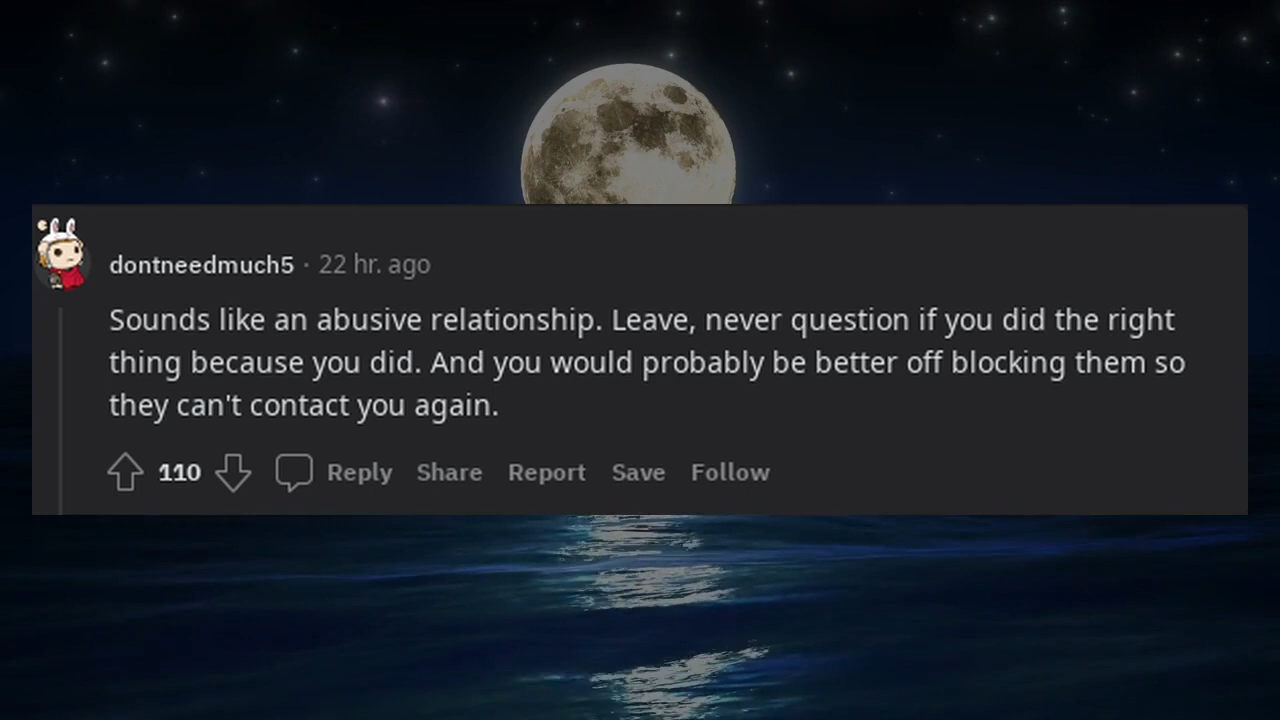 dontneedmuch5 · 22 hr. ago
Sounds like an abusive relationship. Leave, never question if you did the right
thing because you did. And you would probably be better off blocking them so
they can't contact you again.
110 Reply Share Report Save Follow